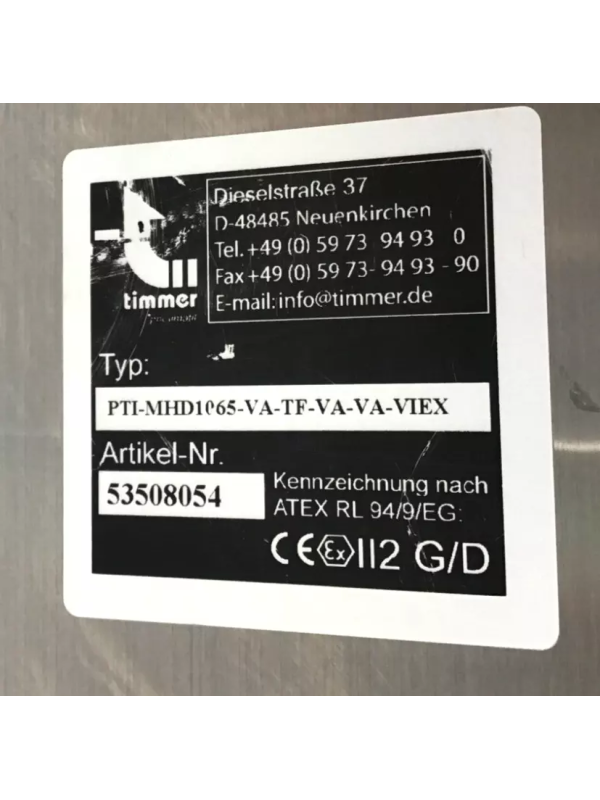 Dieselstraße 37
D-48485 Neuenkirchen
Tel. +49 (0) 59 73 94 93 0
Fax +49 (0) 59 73- 94 93 - 90
E-mail: info@timmer.de
timmer
Typ:
PTI-MHD1065-VA-TF-VA-VA-VIEX
Artikel-Nr.
53508054
Kennzeichnung nach
ATEX RL 94/9/EG:
CE Ex II2 G/D